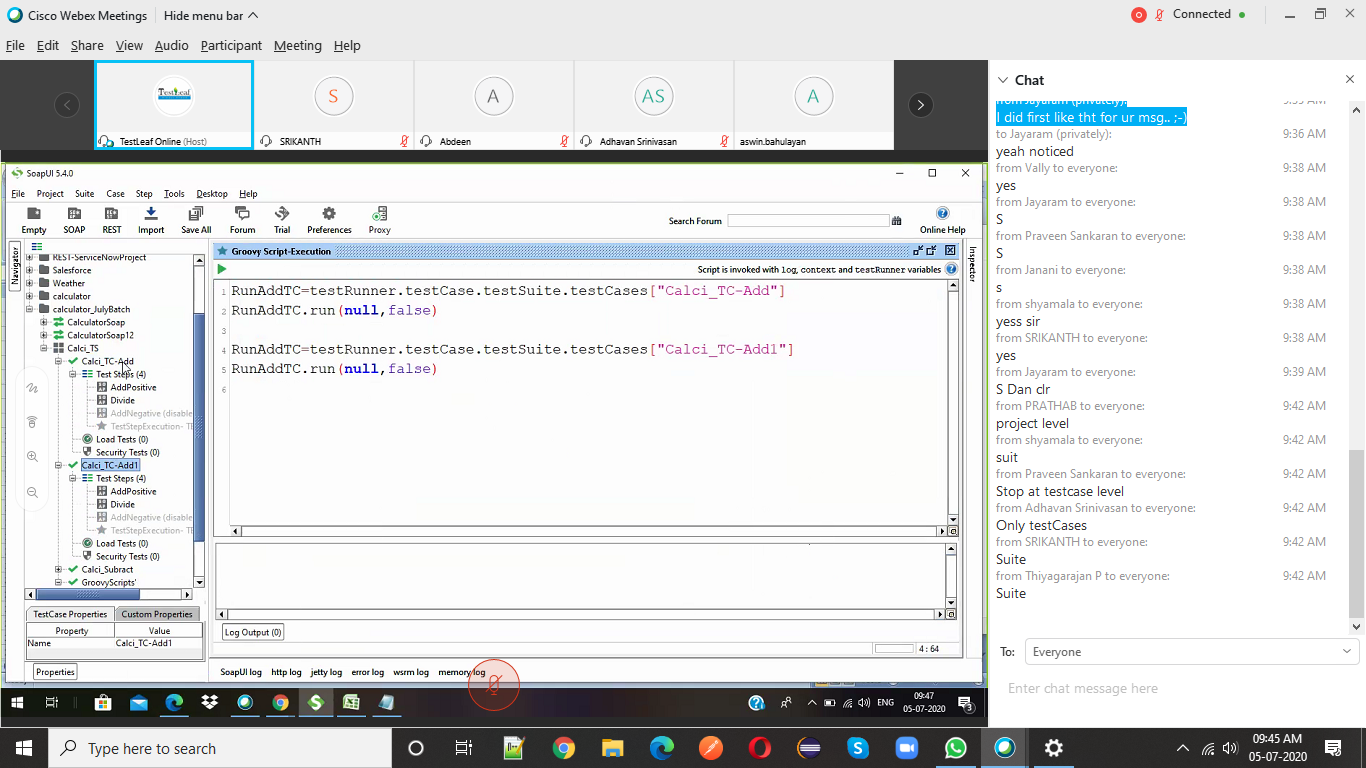 Cisco Webex Meetings
Hide menu bar
Connected
File Edit Share View Audio Participant Meeting Help
TestLeaf
S
A
AS
A
TestLeaf Online (Host)
SRIKANTH
Abdeen
Adhavan Srinivasan
aswin.bahulayan
SoapUI 5.4.0
File Project Suite Case Step Tools Desktop Help
Empty SOAP REST Import Save All Forum Trial Preferences Proxy
Search Forum
Online Help
Navigator
REST-ServiceNowProject
Salesforce
Weather
calculator
calculator_JulyBatch
CalculatorSoap
CalculatorSoap12
Calci_TS
Calci_TC-Add
Test Steps (4)
AddPositive
Divide
AddNegative (disable
TestStepExecution- TE
Load Tests (0)
Security Tests (0)
Calci_TC-Add1
Test Steps (4)
AddPositive
Divide
AddNegative (disable
TestStepExecution- TE
Load Tests (0)
Security Tests (0)
Calci_Subract
GroovyScripts'
TestCase Properties Custom Properties
Property Value
Name Calci_TC-Add1
Properties
Groovy Script-Execution
Script is invoked with log, context and testRunner variables
Inspector
1 RunAddTC=testRunner.testCase.testSuite.testCases["Calci_TC-Add"]
2 RunAddTC.run(null,false)
3
4 RunAddTC=testRunner.testCase.testSuite.testCases["Calci_TC-Add1"]
5 RunAddTC.run(null,false)
6
Log Output (0)
4 : 64
SoapUI log http log jetty log error log wsrm log memory log
ENG
09:47
05-07-2020
3
Chat
from Jayaram (privately): 9:35 AM
I did first like tht for ur msg.. ;-)
to Jayaram (privately): 9:36 AM
yeah noticed
from Vally to everyone: 9:38 AM
yes
from Jayaram to everyone: 9:38 AM
S
from Praveen Sankaran to everyone: 9:38 AM
S
from Janani to everyone: 9:38 AM
s
from shyamala to everyone: 9:38 AM
yess sir
from SRIKANTH to everyone: 9:38 AM
yes
from Jayaram to everyone: 9:39 AM
S Dan clr
from PRATHAB to everyone: 9:42 AM
project level
from shyamala to everyone: 9:42 AM
suit
from Praveen Sankaran to everyone: 9:42 AM
Stop at testcase level
from Adhavan Srinivasan to everyone: 9:42 AM
Only testCases
from SRIKANTH to everyone: 9:42 AM
Suite
from Thiyagarajan P to everyone: 9:42 AM
Suite
To: Everyone
Enter chat message here
Type here to search
09:45 AM
05-07-2020